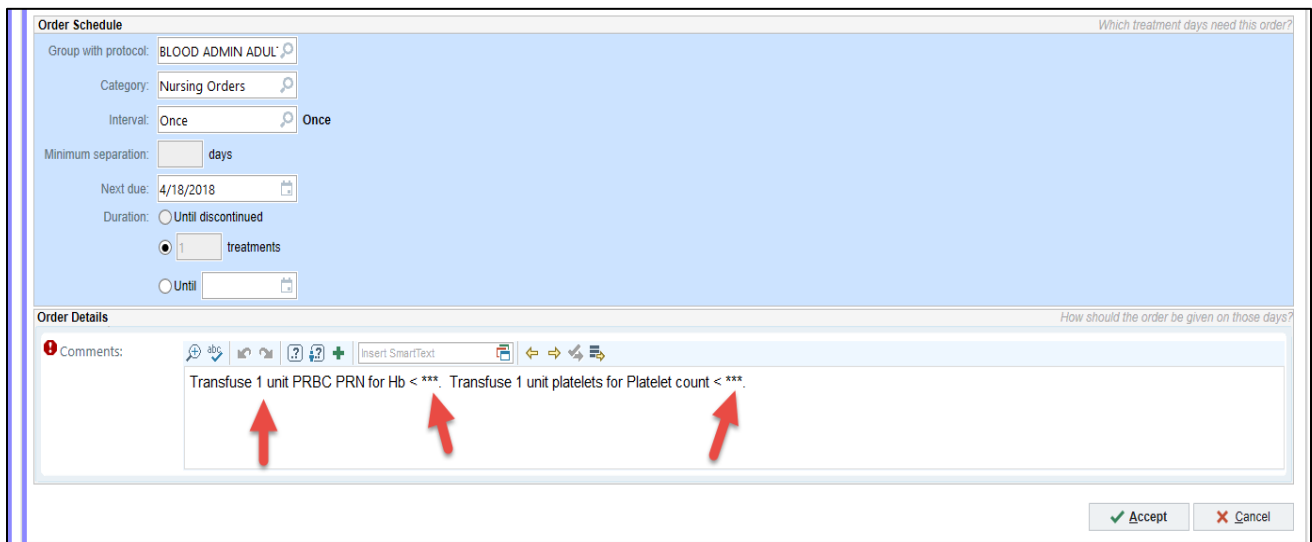 Order Schedule Which treatment days need this order?
Group with protocol: BLOOD ADMIN ADUL
Category: Nursing Orders
Interval: Once Once
Minimum separation: days
Next due: 4/18/2018
Duration: Until discontinued
1 treatments
Until
Order Details How should the order be given on those days?
Comments: abc Insert SmartText
Transfuse 1 unit PRBC PRN for Hb < ***. Transfuse 1 unit platelets for Platelet count < ***.
Accept Cancel